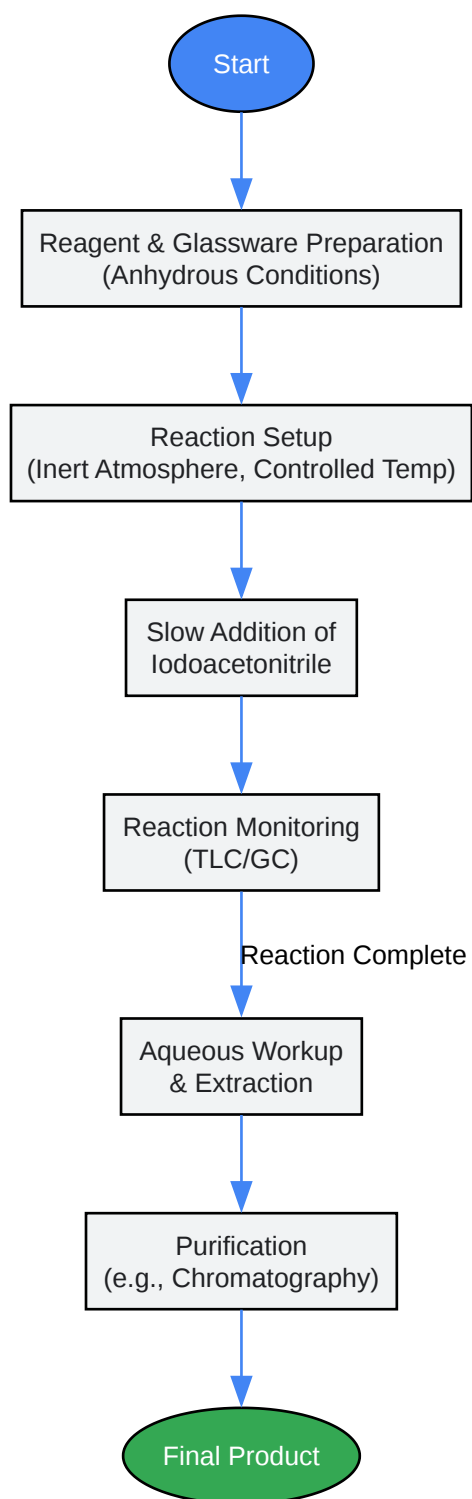 Start
Reagent & Glassware Preparation
(Anhydrous Conditions)
Reaction Setup
(Inert Atmosphere, Controlled Temp)
Slow Addition of
Iodoacetonitrile
Reaction Monitoring
(TLC/GC)
Reaction Complete
Aqueous Workup
& Extraction
Purification
(e.g., Chromatography)
Final Product